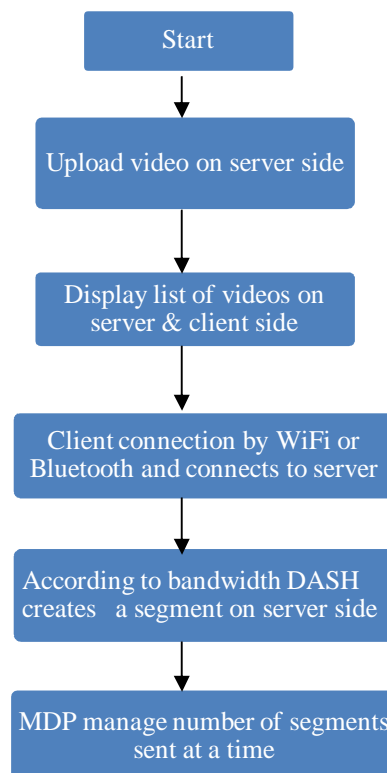 Start
Upload video on server side
Display list of videos on
server & client side
Client connection by WiFi or
Bluetooth and connects to server
According to bandwidth DASH
creates a segment on server side
MDP manage number of segments
sent at a time